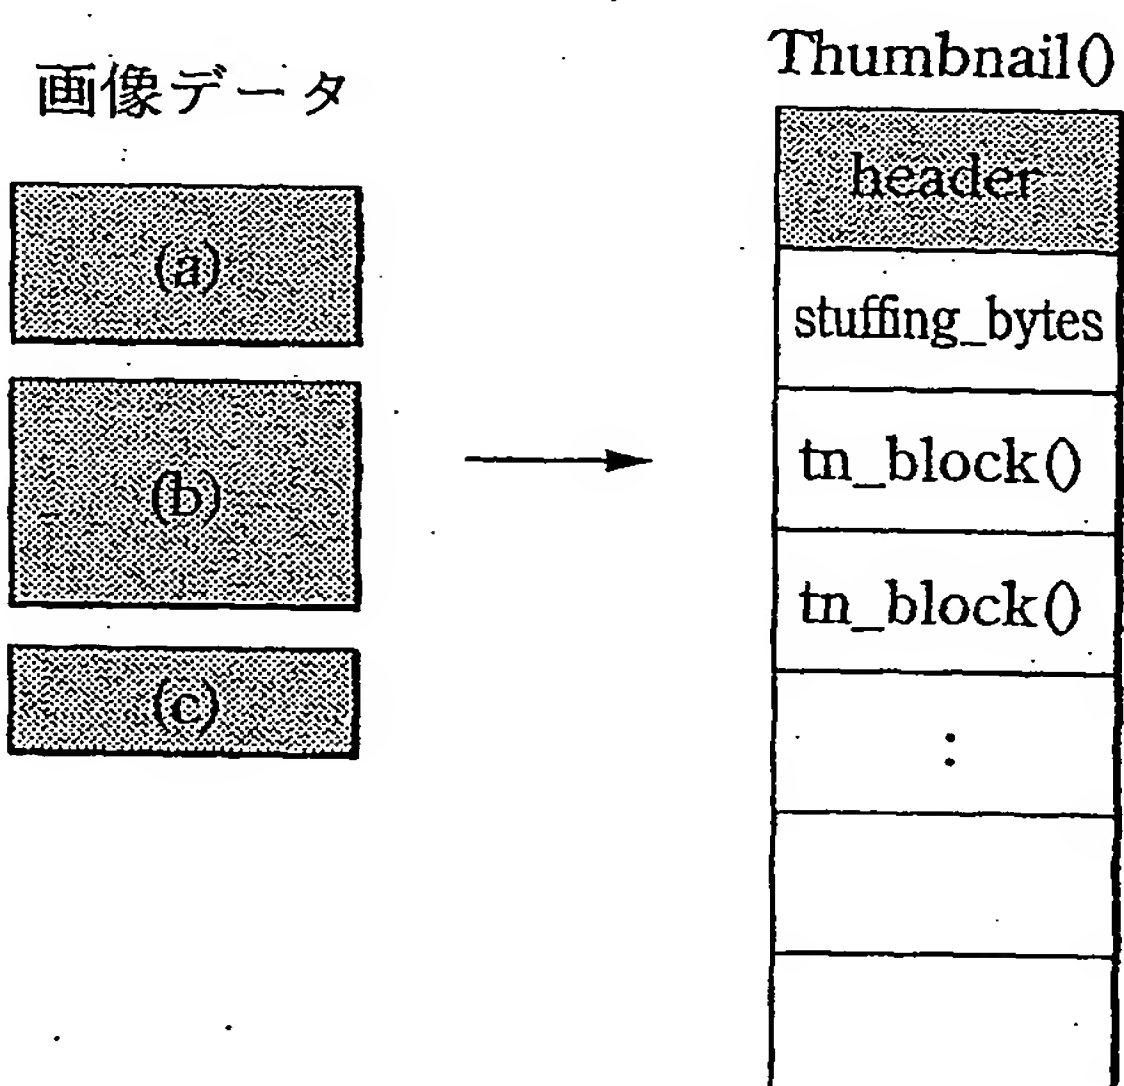 画像データ
(a)
(b)
(c)
Thumbnail()
header
stuffing_bytes
tn_block()
tn_block()
: